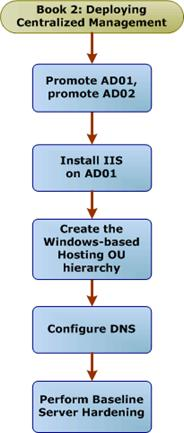 Book 2: Deploying
Centralized Management
Promote AD01,
promote AD02
Install IIS
on AD01
Create the
Windows-based
Hosting OU
hierarchy
Configure DNS
Perform Baseline
Server Hardening